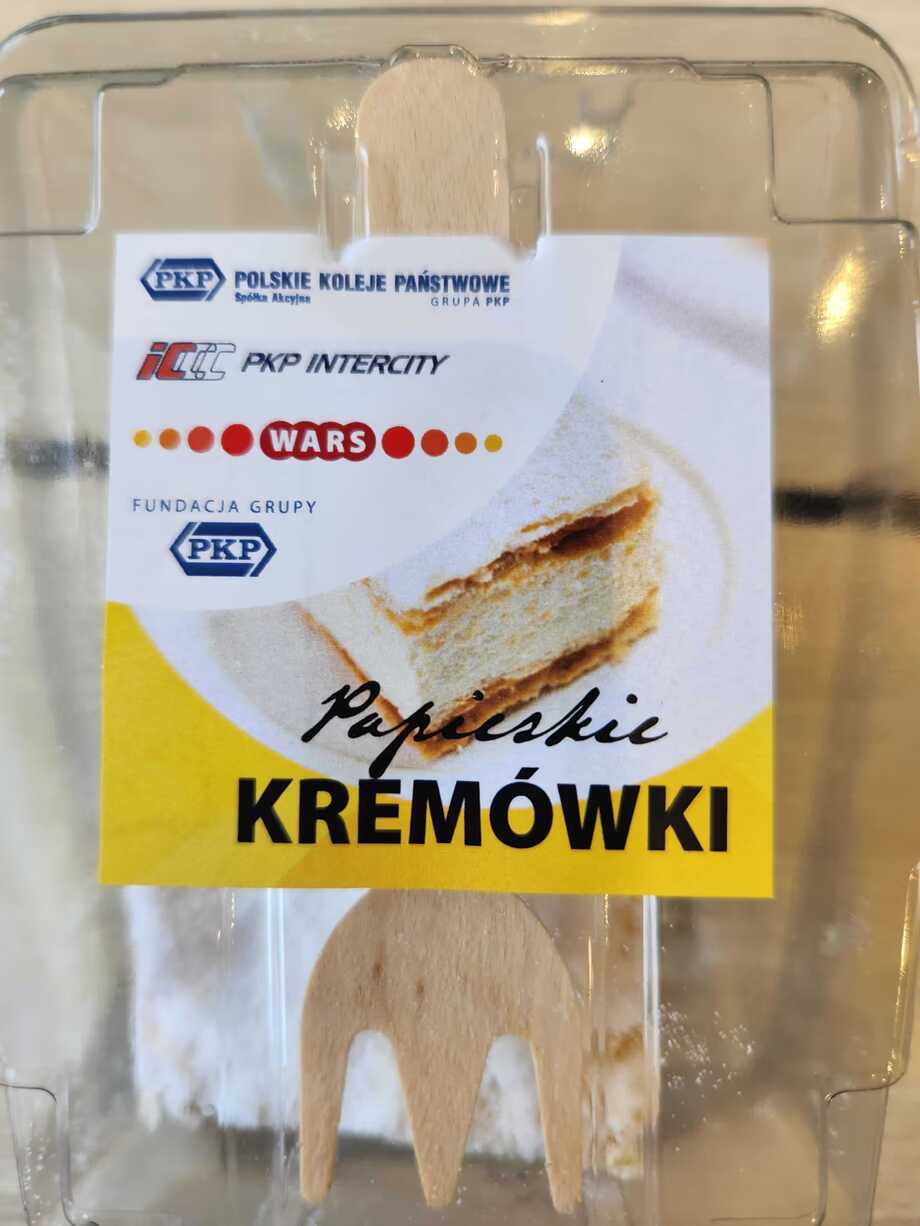 PKP POLSKIE KOLEJE PAŃSTWOWE
Spółka Akcyjna GRUPA PKP
iC PKP INTERCITY
WARS
FUNDACJA GRUPY
PKP
Papieskie
KREMÓWKI